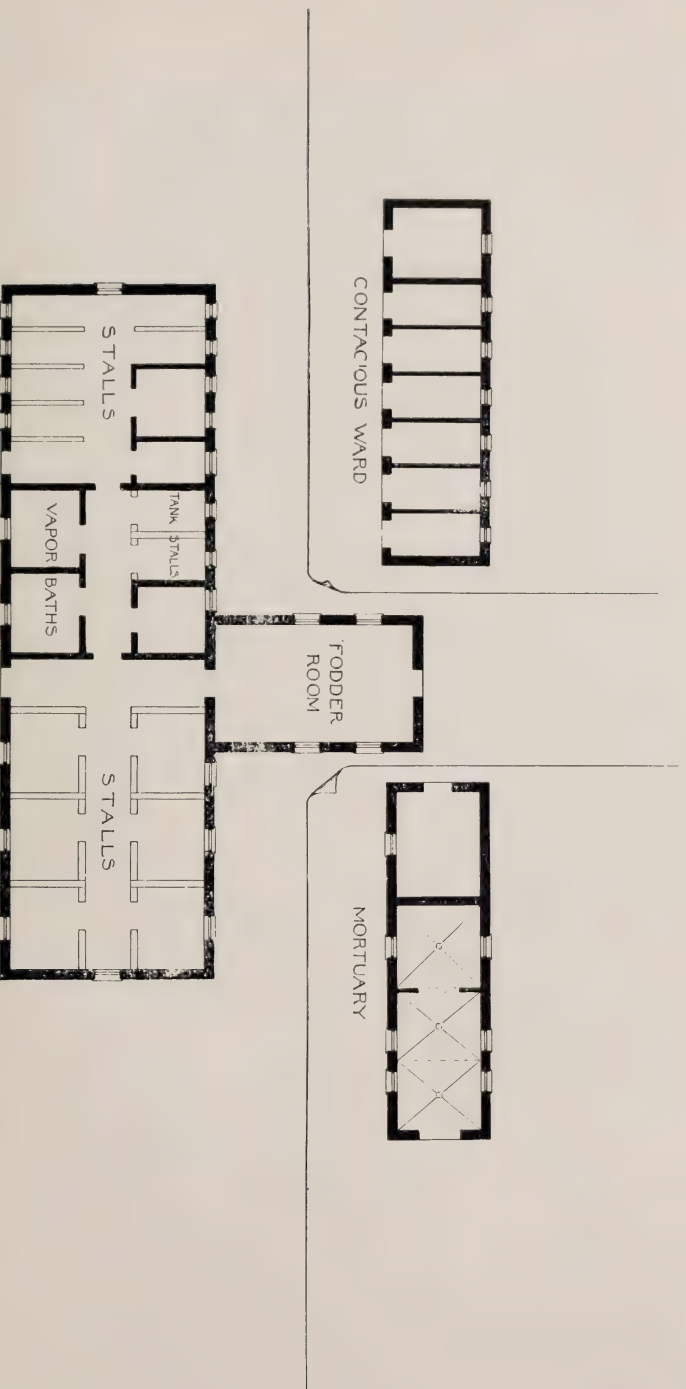 CONTAGIOUS WARD
MORTUARY
FODDER
ROOM
TANK STALLS
STALLS
STALLS
VAPOR BATHS